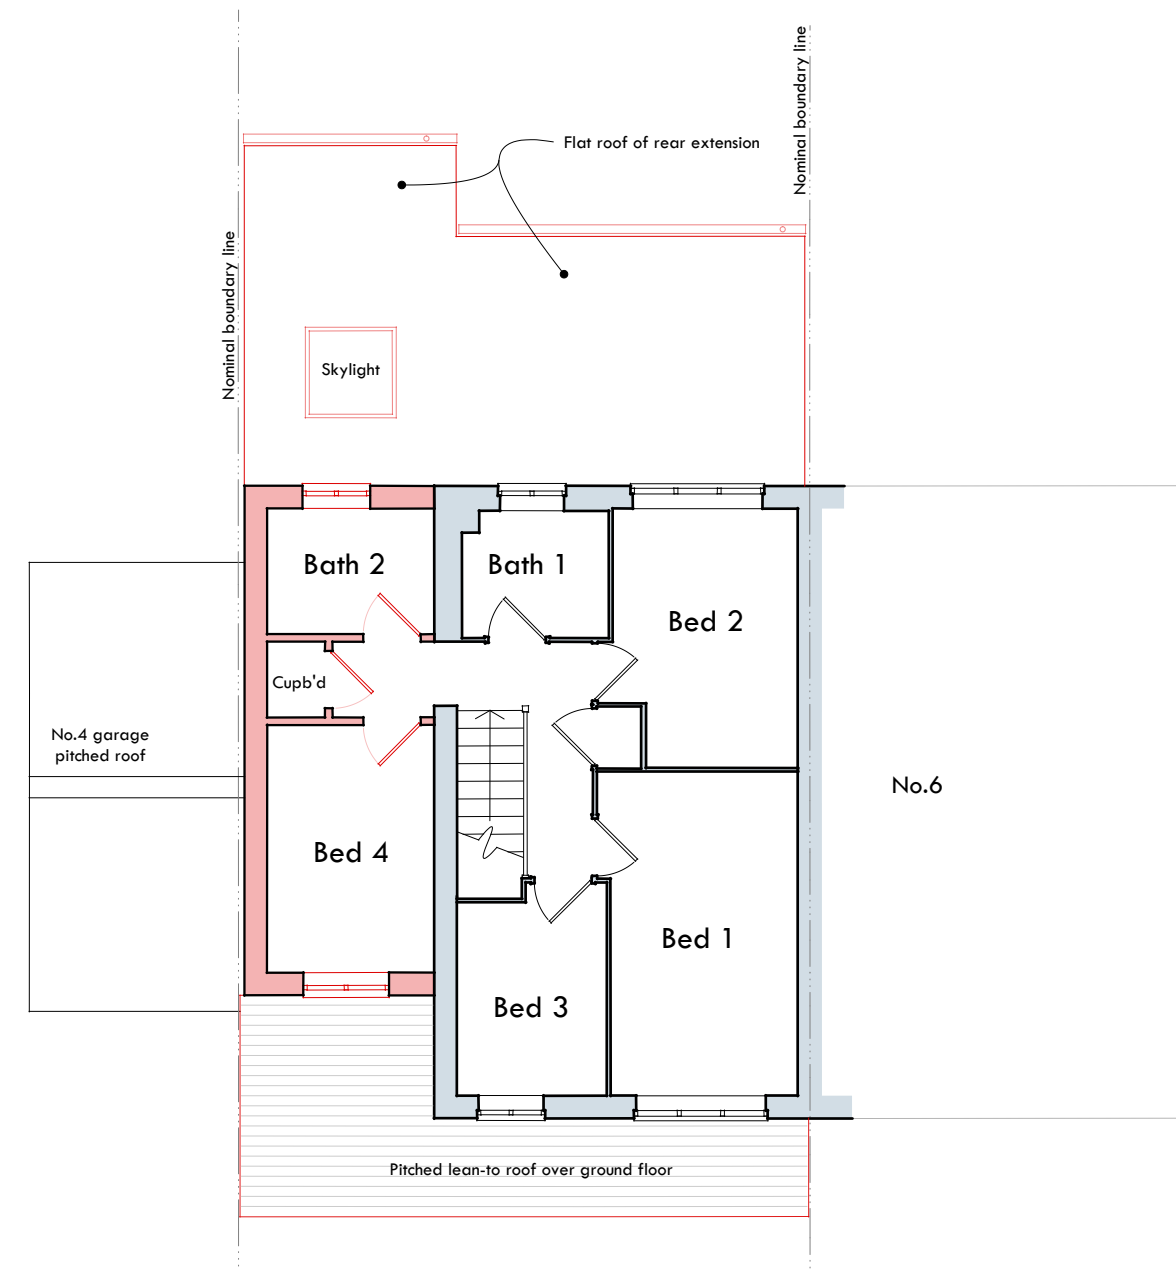 Nominal boundary line
Flat roof of rear extension
Nominal boundary line
Skylight
Bath 2
Bath 1
Bed 2
Cupb'd
No.4 garage
pitched roof
No.6
Bed 4
Bed 1
Bed 3
Pitched lean-to roof over ground floor